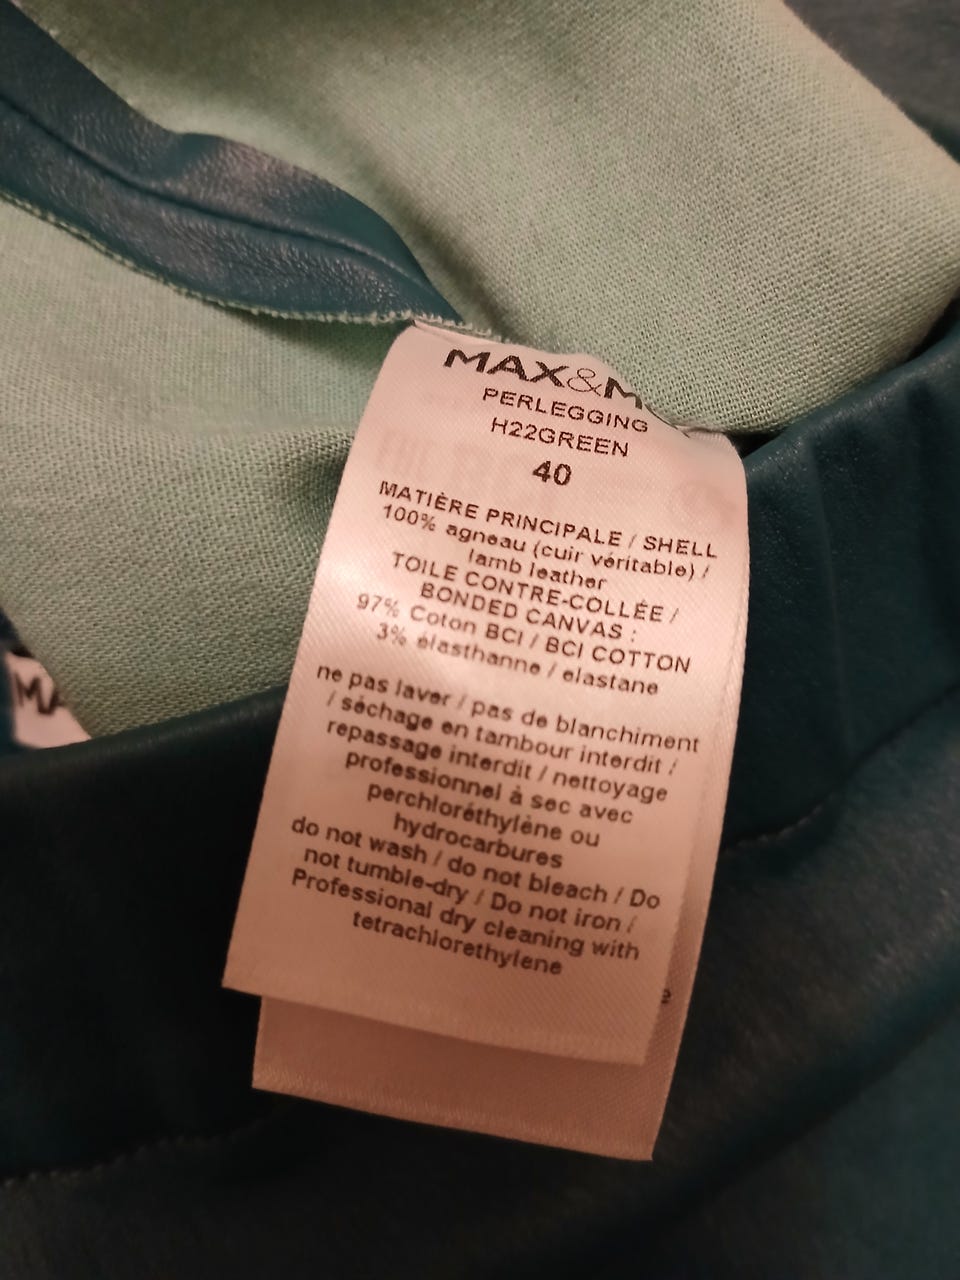 MAX&M
PERLEGGING
H22GREEN
40
MATIÈRE PRINCIPALE / SHELL
100% agneau (cuir véritable) /
lamb leather
TOILE CONTRE-COLLÉE /
BONDED CANVAS :
97% Coton BCI / BCI COTTON
3% élasthanne / elastane
ne pas laver / pas de blanchiment
/ séchage en tambour interdit /
repassage interdit / nettoyage
professionnel à sec avec
perchloréthylène ou
hydrocarbures
do not wash / do not bleach / Do
not tumble-dry / Do not iron /
Professional dry cleaning with
tetrachlorethylene
MA